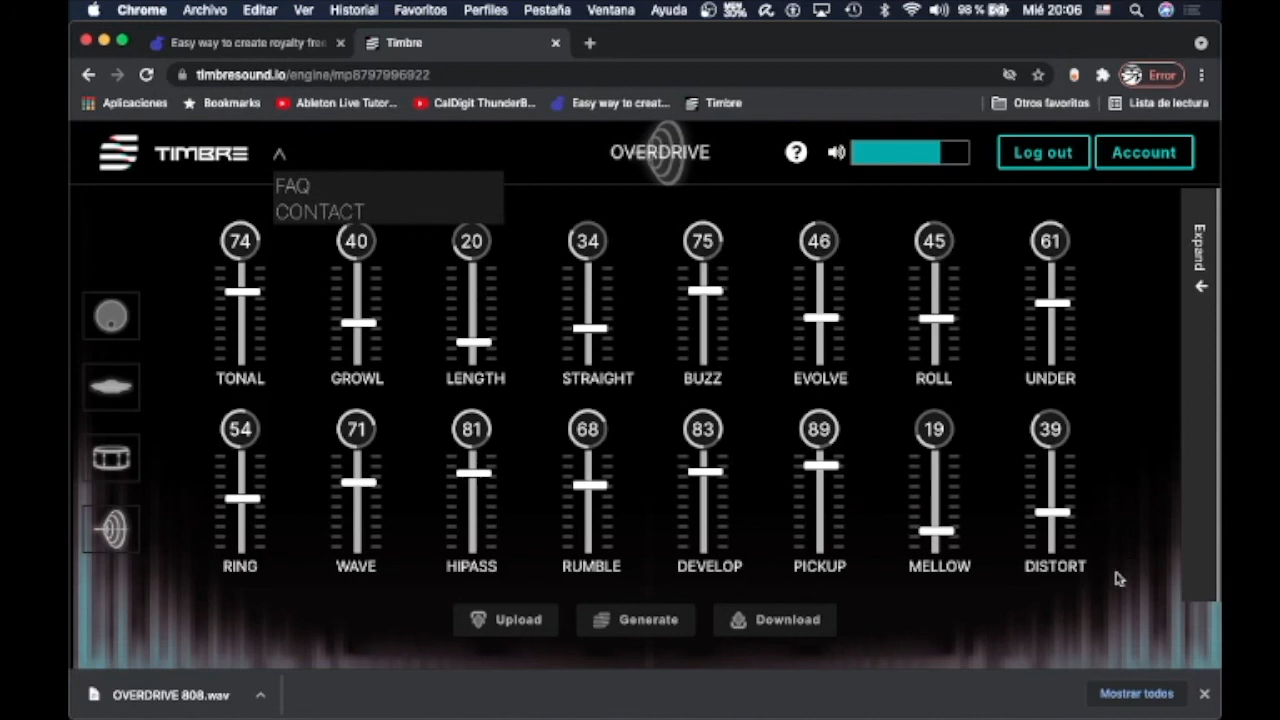 Chrome Archivo Editar Ver Historial Favoritos Perfiles Pestaña Ventana Ayuda 98 % Mié 20:06
Easy way to create royalty free Timbre
timbresound.io/engine/mp8797996922 Error
Aplicaciones Bookmarks Ableton Live Tutor... CalDigit ThunderB... Easy way to creat... Timbre Otros favoritos Lista de lectura
TIMBRE OVERDRIVE ? Log out Account
FAQ
CONTACT
Expand
74 40 20 34 75 46 45 61
TONAL GROWL LENGTH STRAIGHT BUZZ EVOLVE ROLL UNDER
54 71 81 68 83 89 19 39
RING WAVE HIPASS RUMBLE DEVELOP PICKUP MELLOW DISTORT
Upload Generate Download
OVERDRIVE 808.wav Mostrar todos